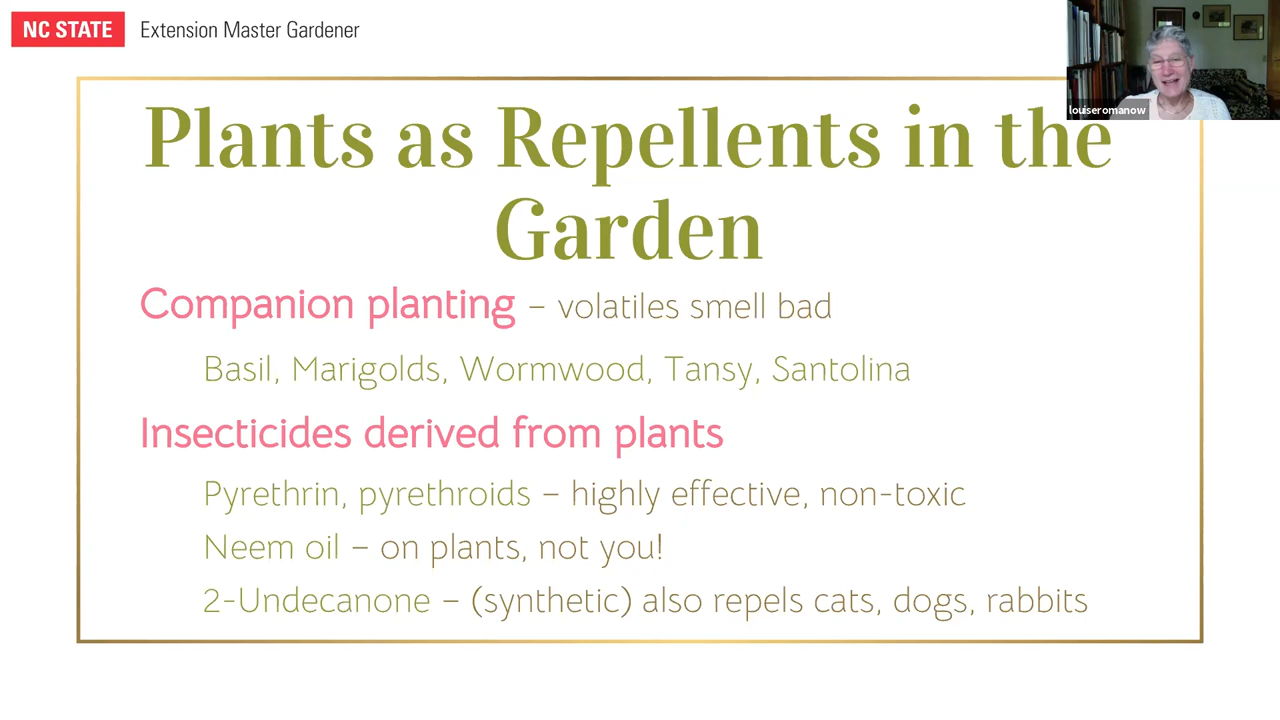 NC STATE Extension Master Gardener
louiseromanow
Plants as Repellents in the
Garden
Companion planting – volatiles smell bad
Basil, Marigolds, Wormwood, Tansy, Santolina
Insecticides derived from plants
Pyrethrin, pyrethroids – highly effective, non-toxic
Neem oil – on plants, not you!
2-Undecanone – (synthetic) also repels cats, dogs, rabbits